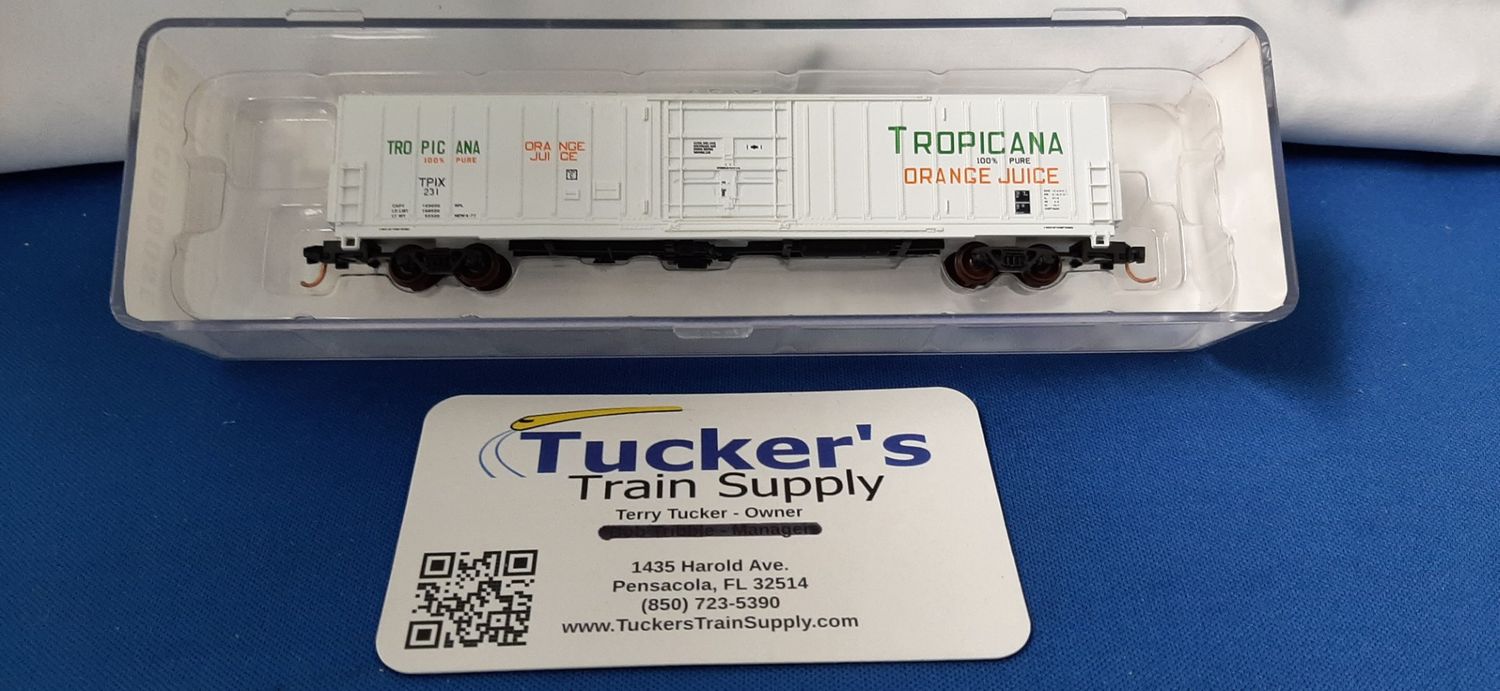 TROPICANA
100% PURE
ORANGE
JUICE
TPIX
231
TROPICANA
100% PURE
ORANGE JUICE
Tucker's
Train Supply
Terry Tucker - Owner
1435 Harold Ave.
Pensacola, FL 32514
(850) 723-5390
www.TuckersTrainSupply.com